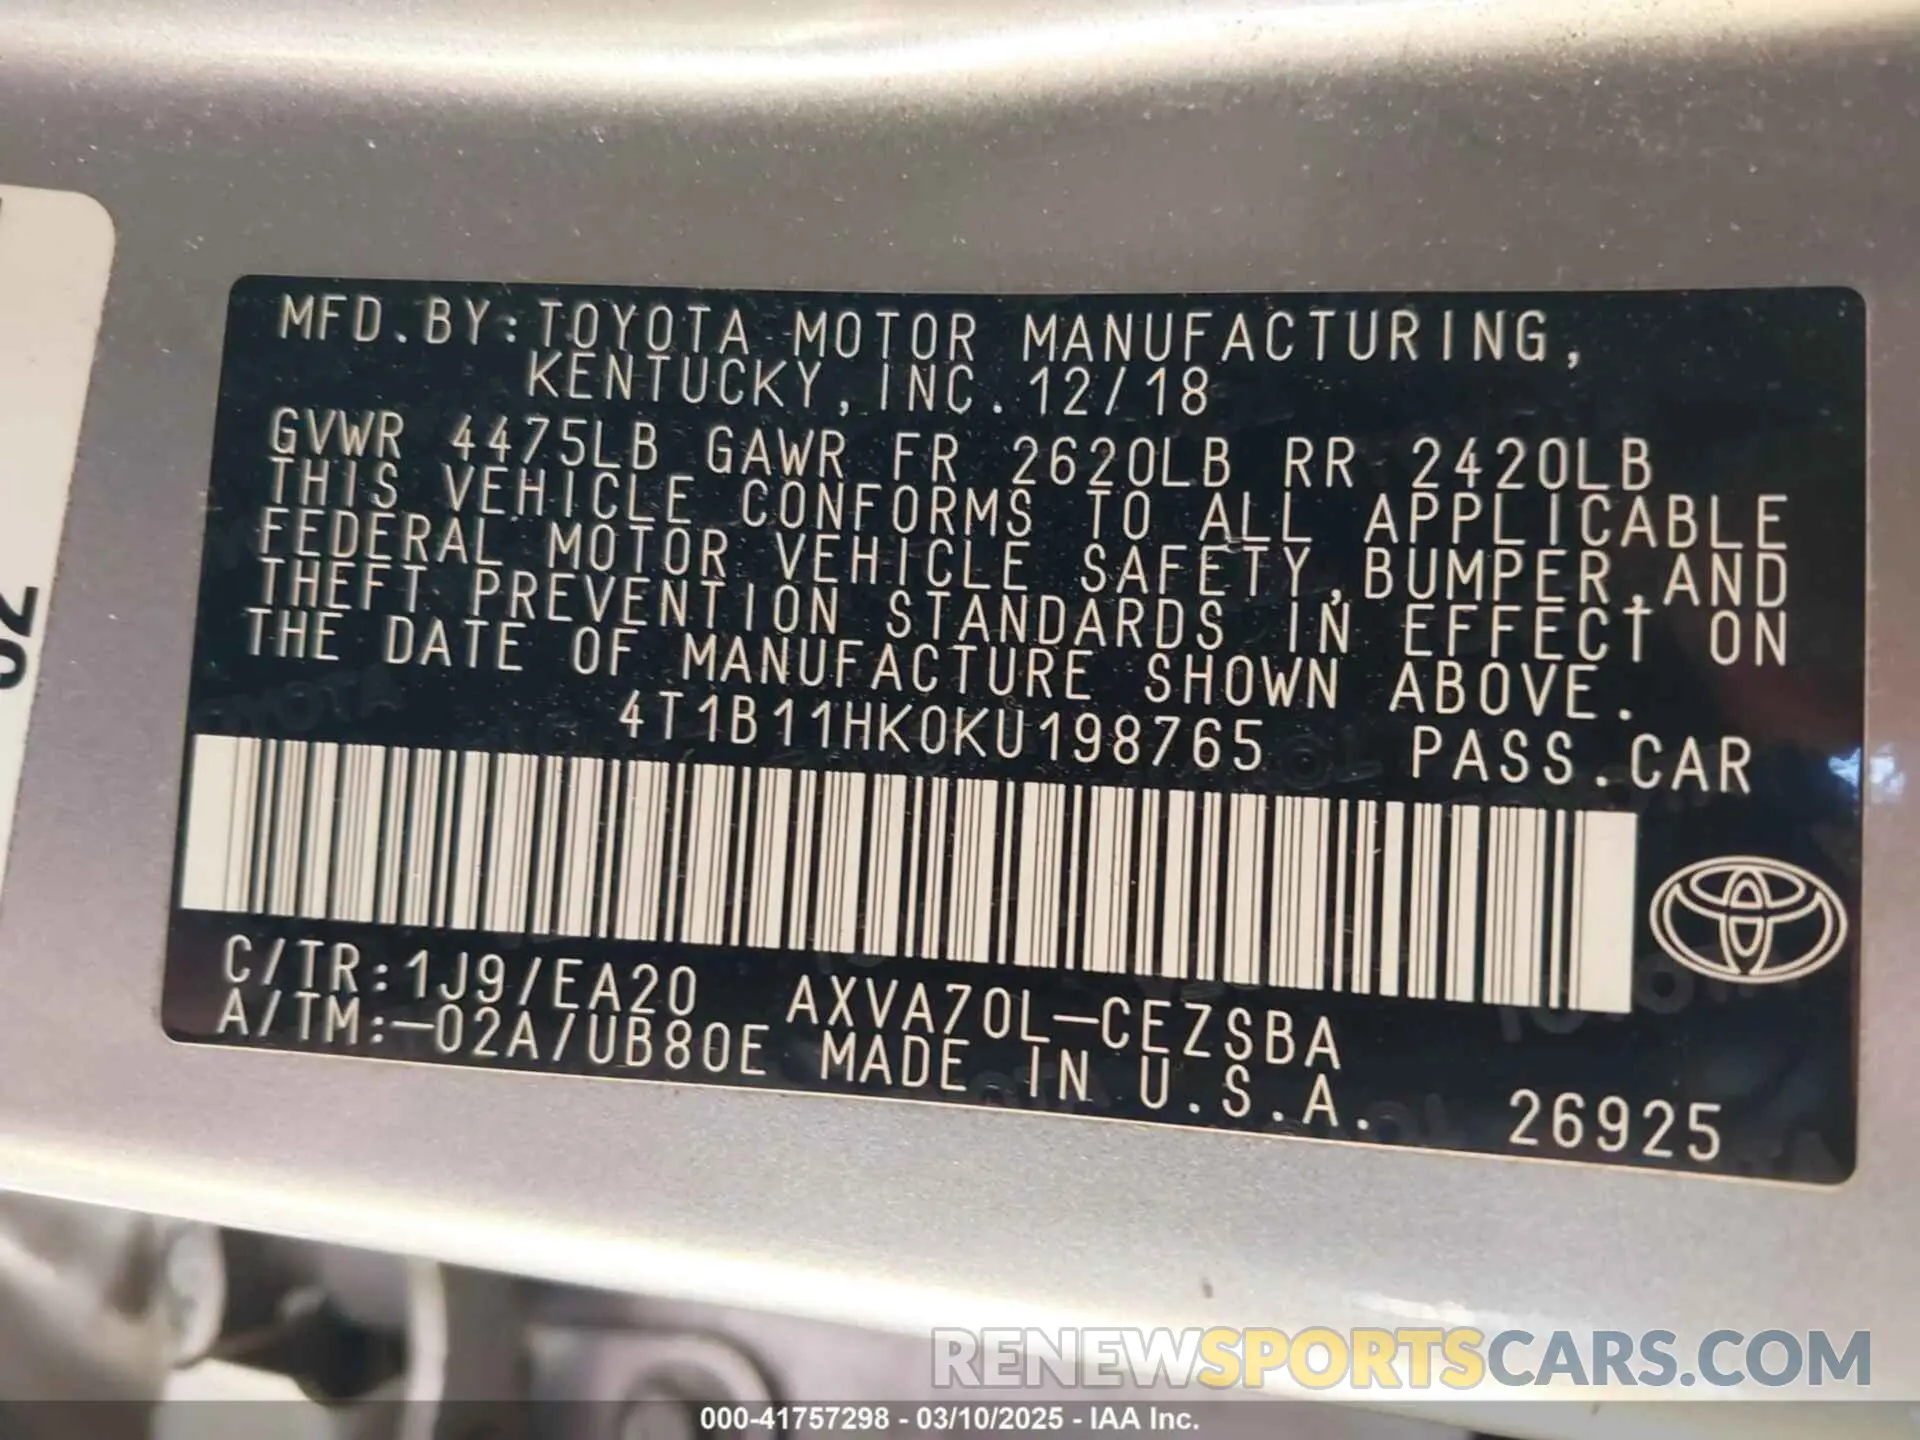 MFD.BY:TOYOTA MOTOR MANUFACTURING,
KENTUCKY, INC. 12/18
GVWR 4475LB GAWR FR 2620LB RR 2420LB
THIS VEHICLE CONFORMS TO ALL APPLICABLE
FEDERAL MOTOR VEHICLE SAFETY,BUMPER,AND
THEFT PREVENTION STANDARDS IN EFFECT ON
THE DATE OF MANUFACTURE SHOWN ABOVE.
4T1B11HK0KU198765 PASS.CAR
C/TR:1J9/EA20 AXVA70L-CEZSBA
A/TM:-02A/UB80E MADE IN U.S.A. 26925
RENEWSPORTSCARS.COM
000-41757298 - 03/10/2025 - IAA Inc.